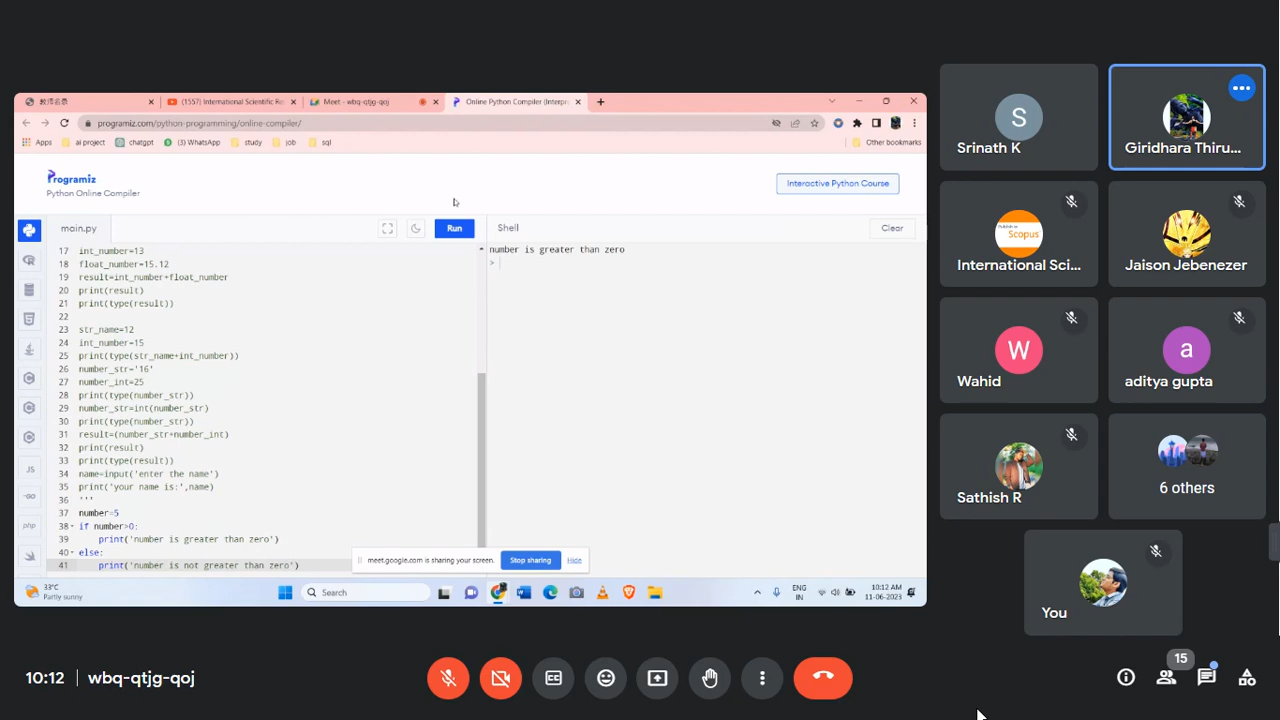 教师名录
(1557) International Scientific Re
Meet - wbq-qtjg-qoj
Online Python Compiler (Interpre
programiz.com/python-programming/online-compiler/
Apps
ai project
chatgpt
(3) WhatsApp
study
job
sql
Other bookmarks
Programiz
Python Online Compiler
Interactive Python Course
main.py
Run
Shell
Clear
17 int_number=13
18 float_number=15.12
19 result=int_number+float_number
20 print(result)
21 print(type(result))
22
23 str_name=12
24 int_number=15
25 print(type(str_name+int_number))
26 number_str='16'
27 number_int=25
28 print(type(number_str))
29 number_str=int(number_str)
30 print(type(number_str))
31 result=(number_str+number_int)
32 print(result)
33 print(type(result))
34 name=input('enter the name')
35 print('your name is:',name)
36 '''
37 number=5
38 if number>0:
39 print('number is greater than zero')
40 else:
41 print('number is not greater than zero')
number is greater than zero
>
JS
GO
php
meet.google.com is sharing your screen.
Stop sharing
Hide
33°C
Partly sunny
Search
ENG
IN
10:12 AM
11-06-2023
S
Srinath K
Giridhara Thiru...
Scopus
International Sci...
Jaison Jebenezer
W
Wahid
a
aditya gupta
Sathish R
6 others
You
10:12
wbq-qtjg-qoj
15